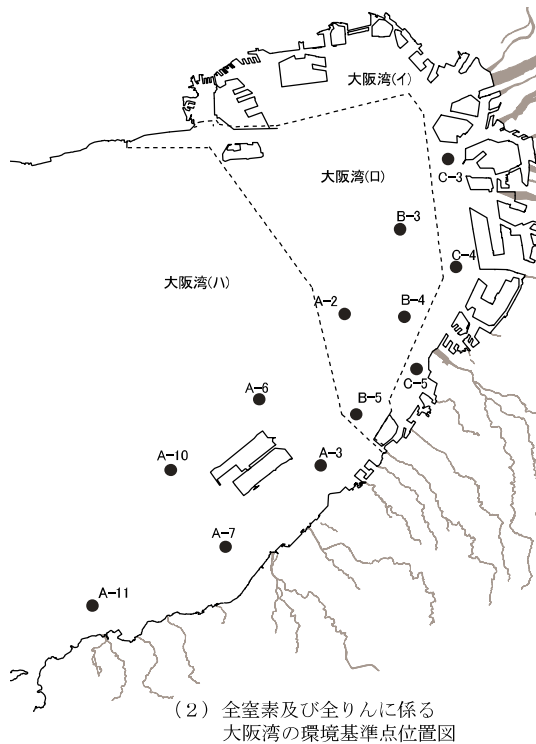 大阪湾(イ)
C-3
大阪湾(ロ)
B-3
C-4
大阪湾(ハ)
A-2
B-4
C-5
A-6
B-5
A-10
A-3
A-7
A-11
(2) 全窒素及び全りんに係る
大阪湾の環境基準点位置図